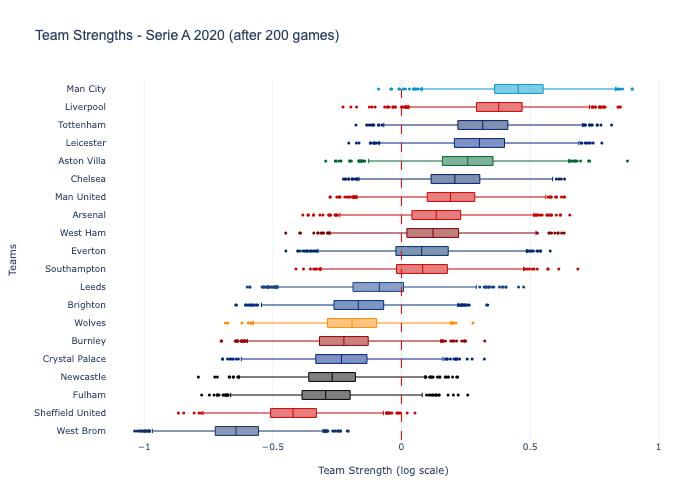 Team Strengths - Serie A 2020 (after 200 games)
Man City
Liverpool
Tottenham
Leicester
Aston Villa
Chelsea
Man United
Arsenal
West Ham
Everton
Southampton
Leeds
Brighton
Wolves
Burnley
Crystal Palace
Newcastle
Fulham
Sheffield United
West Brom
Teams
−1 −0.5 0 0.5 1
Team Strength (log scale)